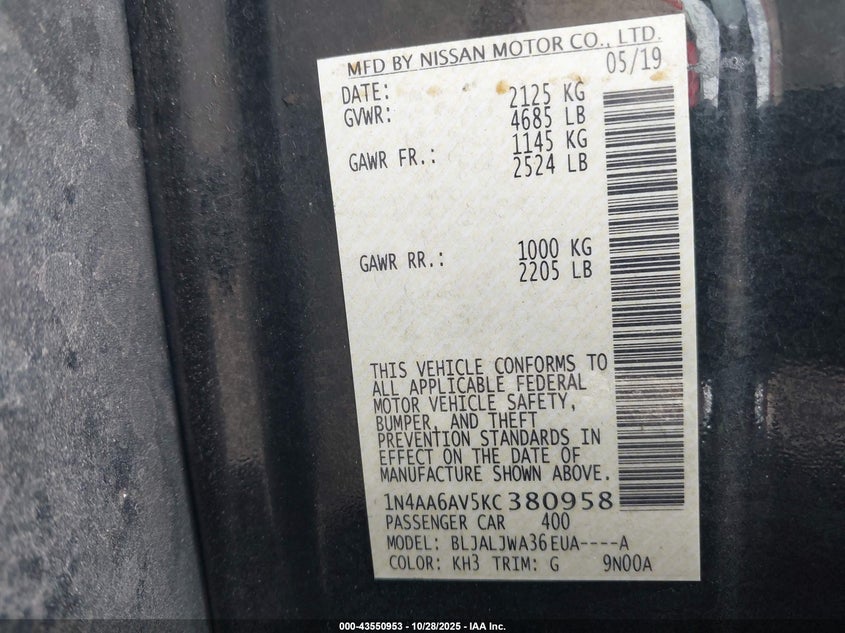 MFD BY NISSAN MOTOR CO., LTD.
05/19
DATE:
GVWR: 2125 KG
4685 LB
GAWR FR.: 1145 KG
2524 LB
GAWR RR.: 1000 KG
2205 LB
THIS VEHICLE CONFORMS TO
ALL APPLICABLE FEDERAL
MOTOR VEHICLE SAFETY,
BUMPER, AND THEFT
PREVENTION STANDARDS IN
EFFECT ON THE DATE OF
MANUFACTURE SHOWN ABOVE.
1N4AA6AV5KC380958
PASSENGER CAR 400
MODEL: BLJALJWA36EUA----A
COLOR: KH3 TRIM: G 9N00A
000-43550953 - 10/28/2025 - IAA Inc.